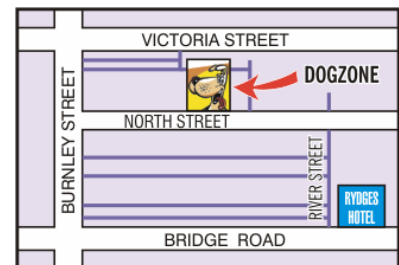 VICTORIA STREET
DOGZONE
NORTH STREET
BURNLEY STREET
RIVER STREET
RYDGES
HOTEL
BRIDGE ROAD